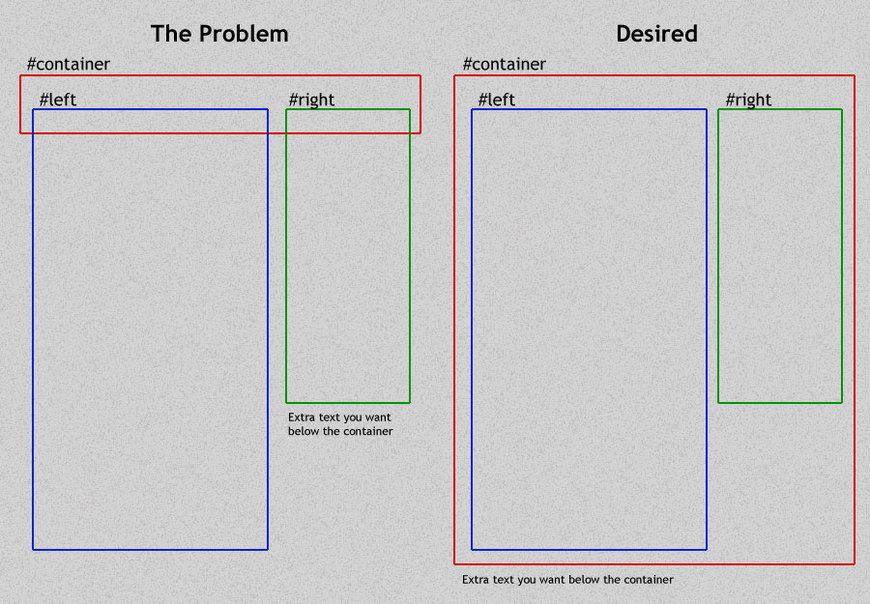 The Problem
#container
#left
#right
Extra text you want
below the container
Desired
#container
#left
#right
Extra text you want below the container